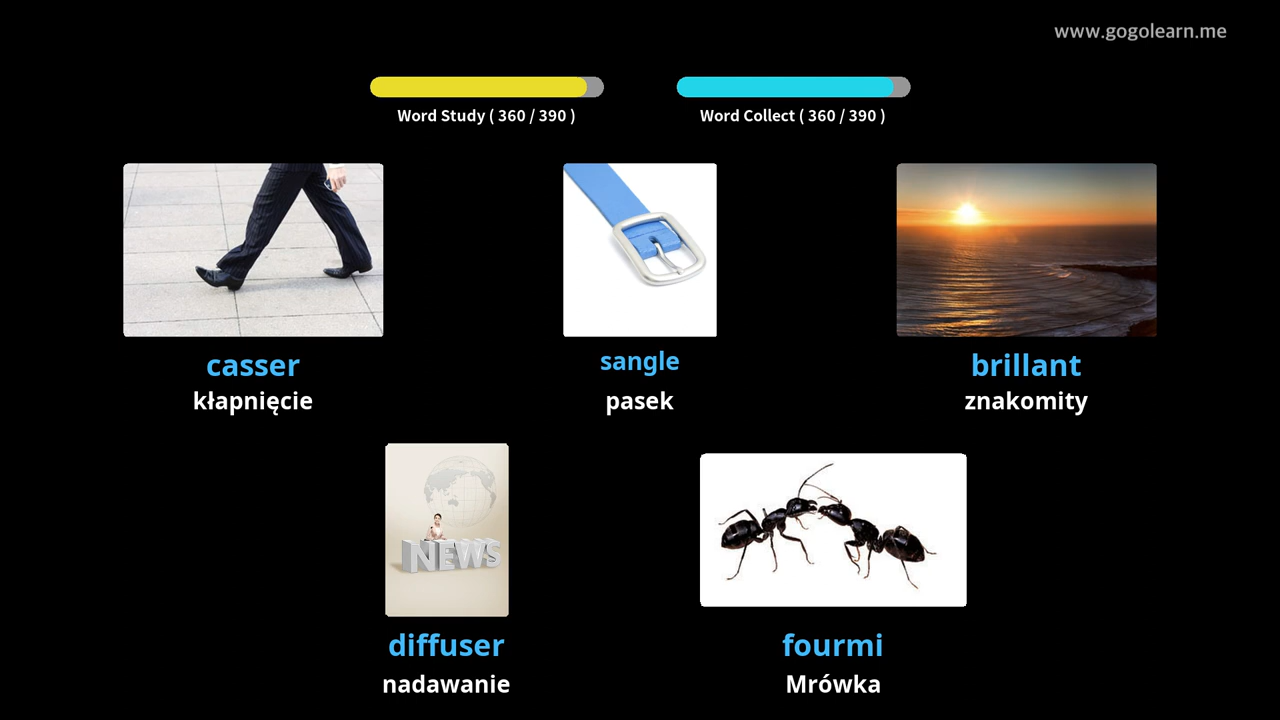 www.gogolearn.me
Word Study ( 360 / 390 )
Word Collect ( 360 / 390 )
casser
kłapnięcie
sangle
pasek
brillant
znakomity
NEWS
diffuser
nadawanie
fourmi
Mrówka